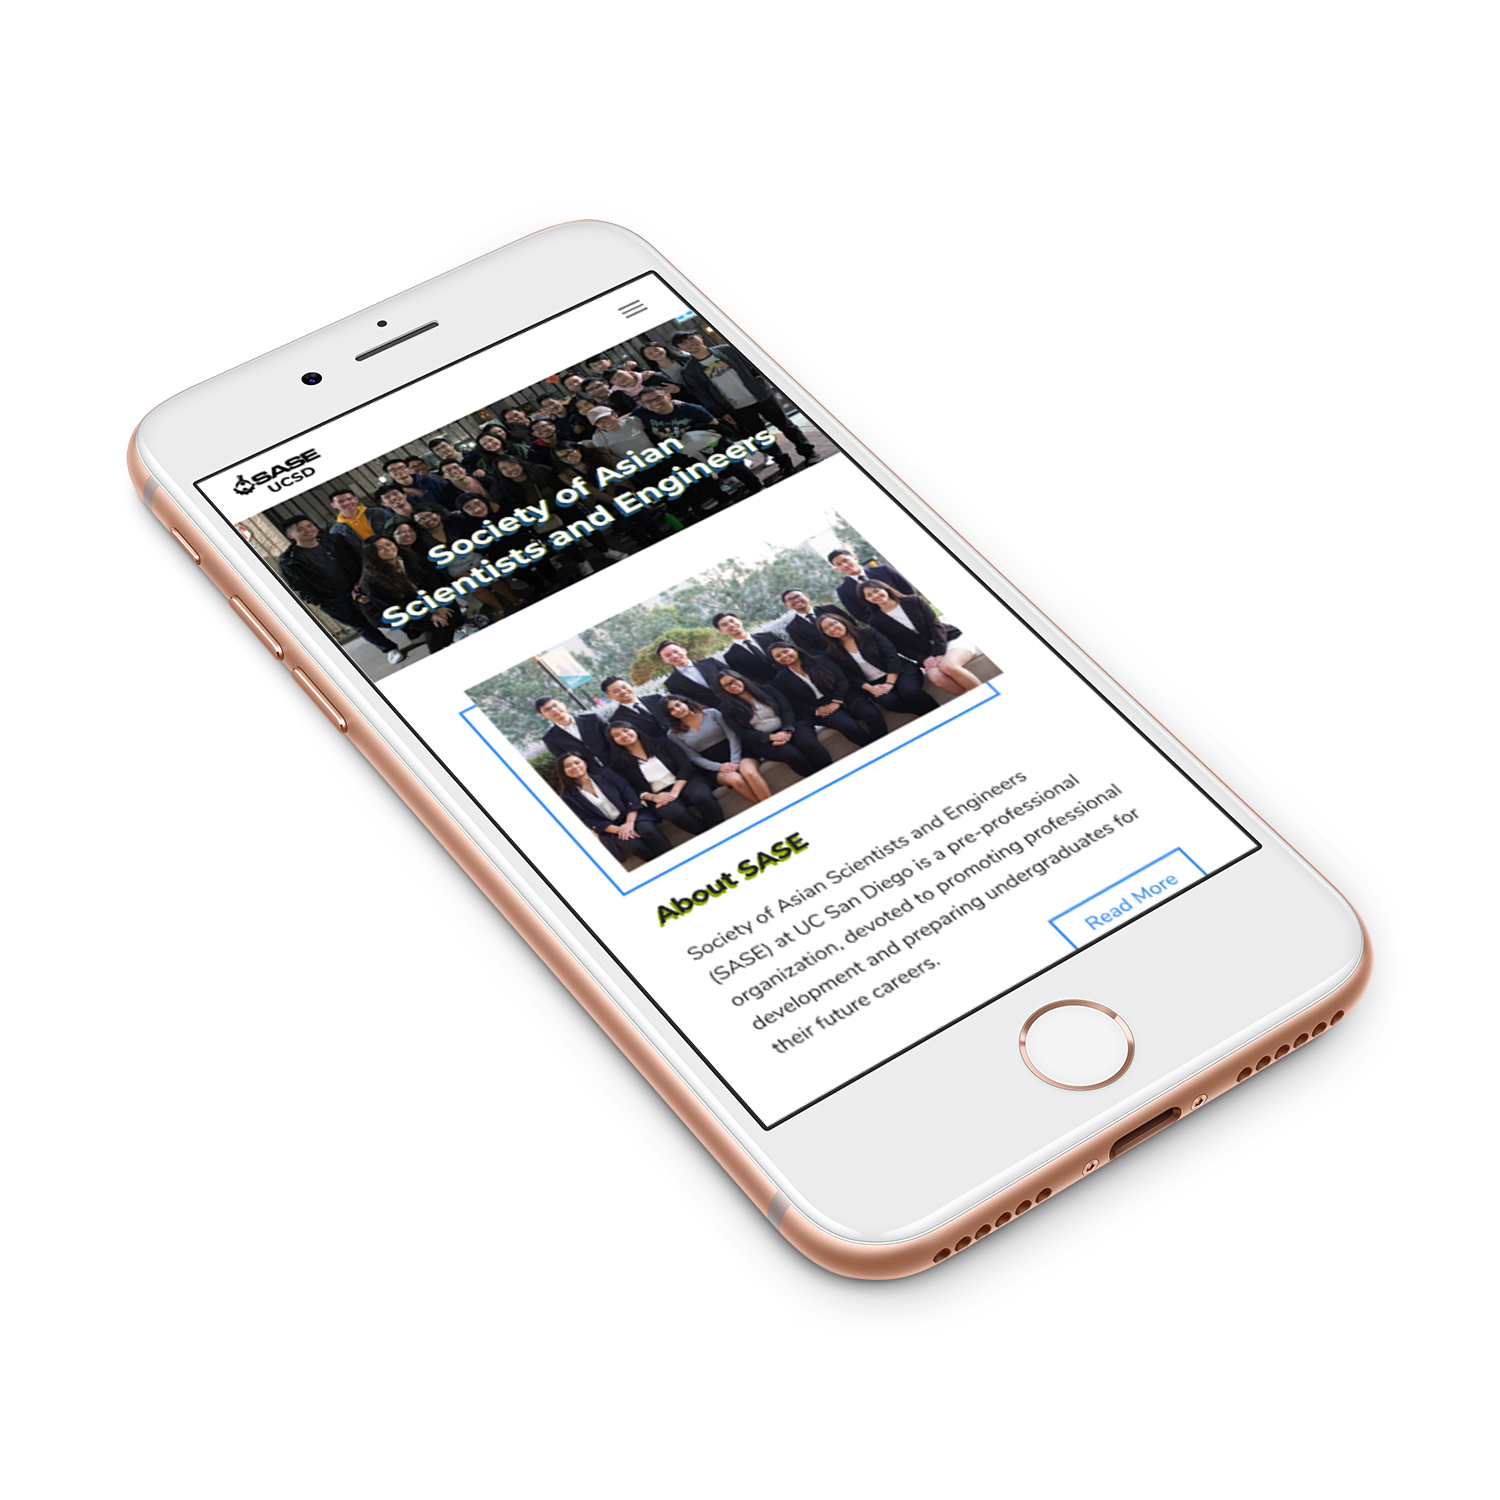 SASE
UCSD
Society of Asian
Scientists and Engineers
About SASE
Society of Asian Scientists and Engineers
(SASE) at UC San Diego is a pre-professional
organization, devoted to promoting professional
development and preparing undergraduates for
their future careers.
Read More